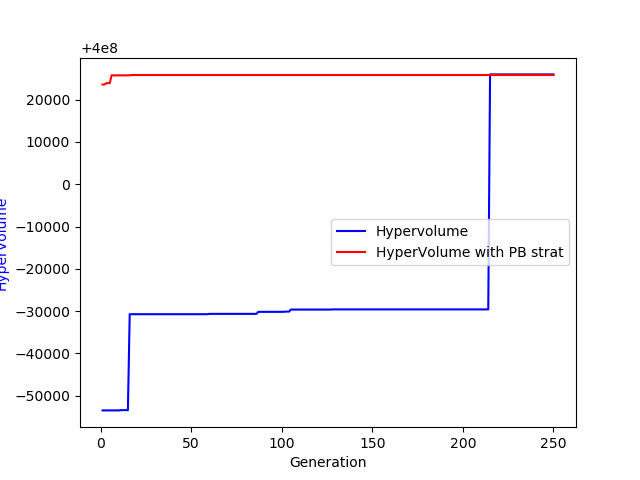 +4e8
20000
10000
0
−10000
−20000
−30000
−40000
−50000
HyperVolume
Hypervolume
HyperVolume with PB strat
0
50
100
150
200
250
Generation